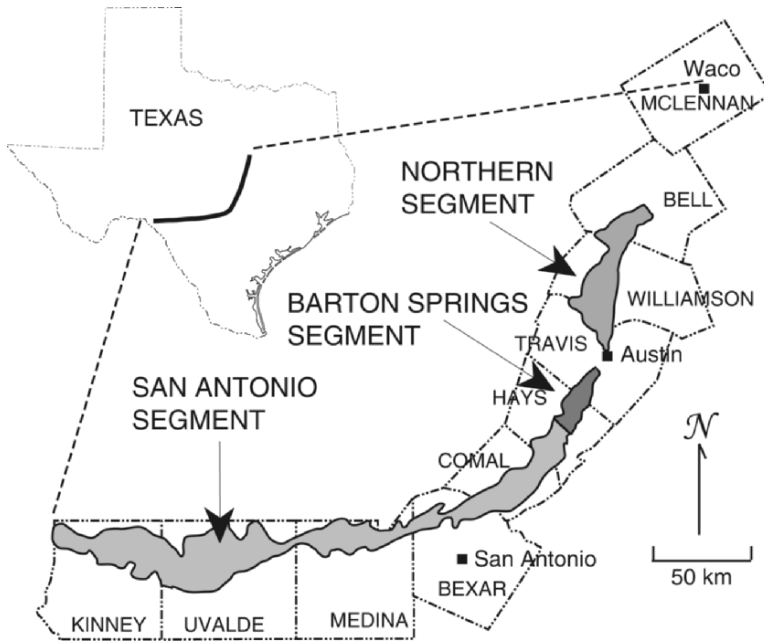 Waco
MCLENNAN
TEXAS
NORTHERN
SEGMENT
BELL
BARTON SPRINGS
SEGMENT
WILLIAMSON
TRAVIS
Austin
SAN ANTONIO
SEGMENT
HAYS
N
COMAL
San Antonio
BEXAR
50 km
KINNEY
UVALDE
MEDINA